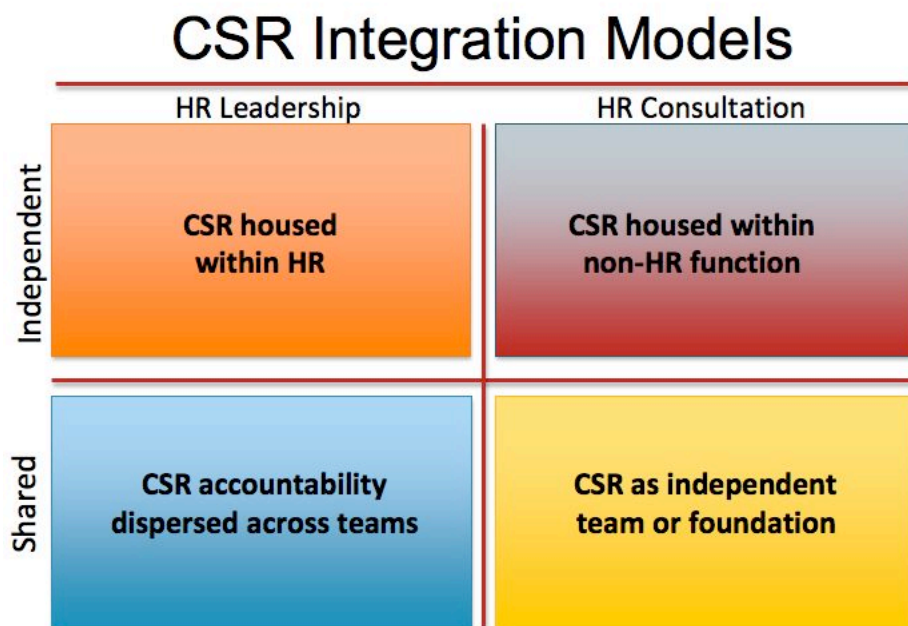 CSR Integration Models
HR Leadership
HR Consultation
Independent
CSR housed
within HR
CSR housed within
non-HR function
Shared
CSR accountability
dispersed across teams
CSR as independent
team or foundation